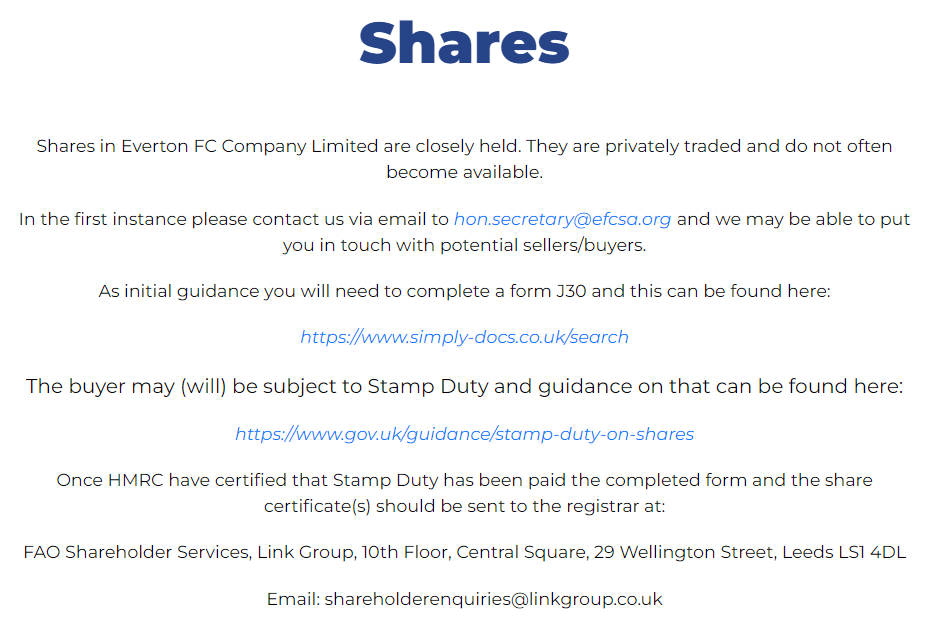 Shares
Shares in Everton FC Company Limited are closely held. They are privately traded and do not often
become available.
In the first instance please contact us via email to hon.secretary@efcsa.org and we may be able to put
you in touch with potential sellers/buyers.
As initial guidance you will need to complete a form J30 and this can be found here:
https://www.simply-docs.co.uk/search
The buyer may (will) be subject to Stamp Duty and guidance on that can be found here:
https://www.gov.uk/guidance/stamp-duty-on-shares
Once HMRC have certified that Stamp Duty has been paid the completed form and the share
certificate(s) should be sent to the registrar at:
FAO Shareholder Services, Link Group, 10th Floor, Central Square, 29 Wellington Street, Leeds LS1 4DL
Email: shareholderenquiries@linkgroup.co.uk